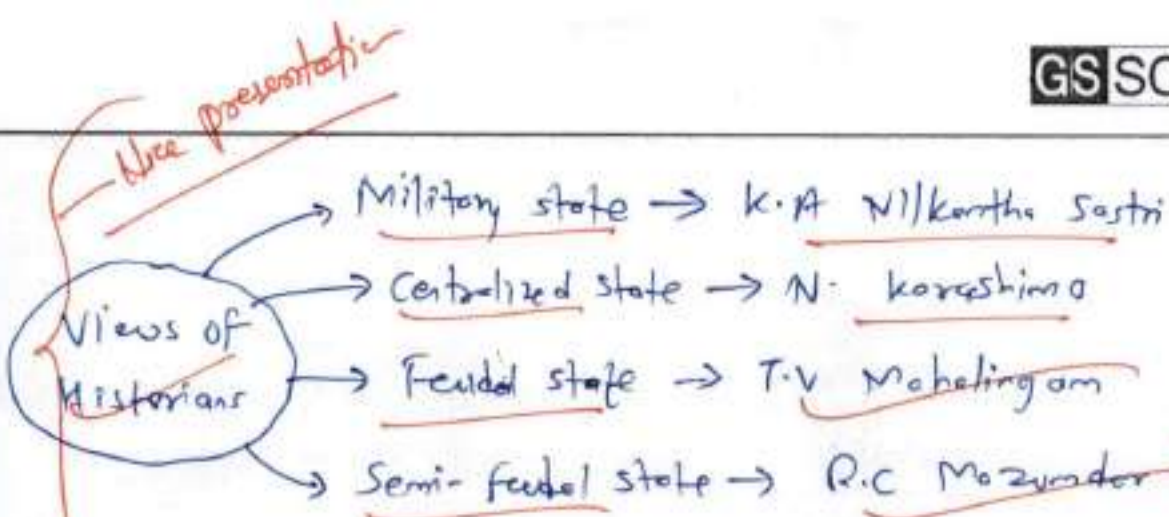 GS SC
Nice presentation
Military state → K.A Nilkantha Sastri
Centralized state → N. Karashima
Views of
Historians
Feudal state → T.V Mahalingam
Semi-feudal state → R.C Mazumdar